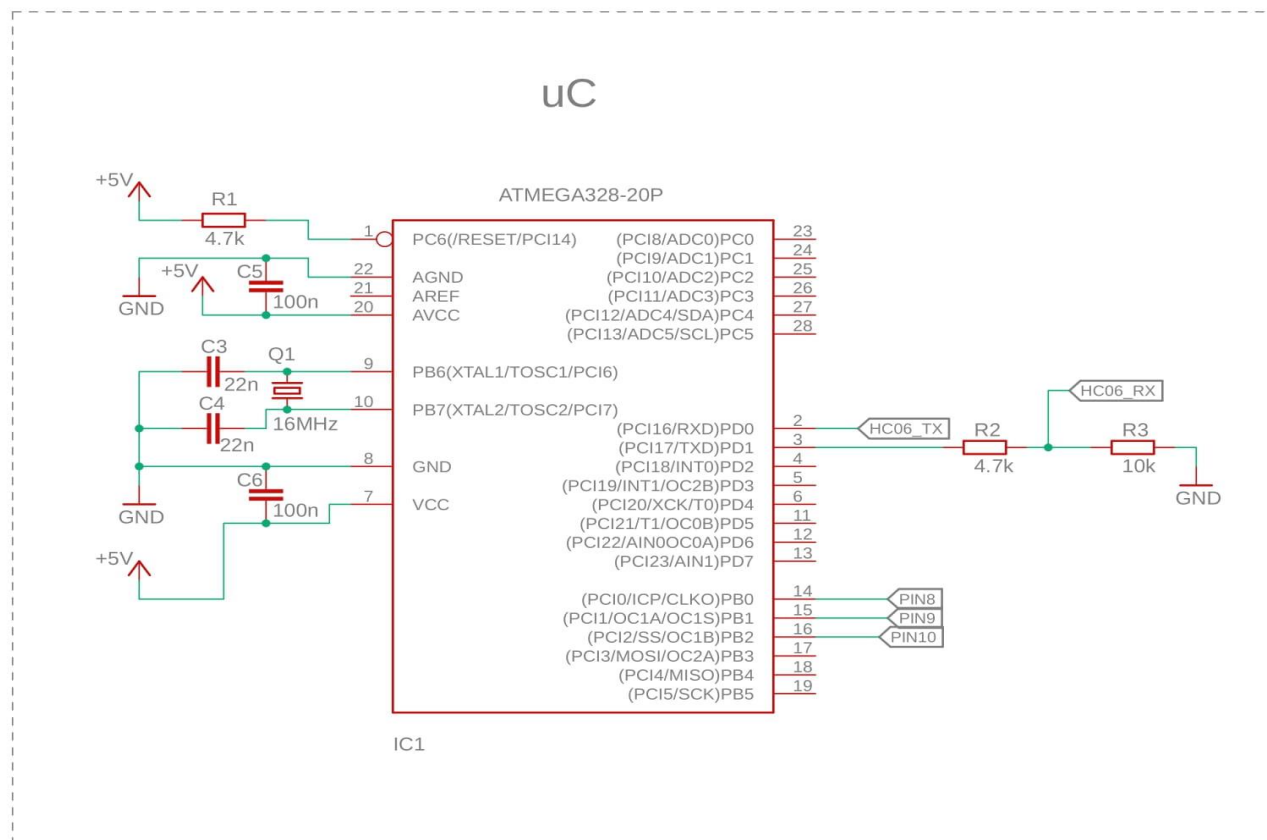 uC
ATMEGA328-20P
+5V
R1
4.7k
+5V
C5
100n
GND
C3
22n
Q1
C4
22n
16MHz
C6
100n
GND
+5V
1
22
21
20
9
10
8
7
PC6(/RESET/PCI14)
AGND
AREF
AVCC
PB6(XTAL1/TOSC1/PCI6)
PB7(XTAL2/TOSC2/PCI7)
GND
VCC
(PCI8/ADC0)PC0 23
(PCI9/ADC1)PC1 24
(PCI10/ADC2)PC2 25
(PCI11/ADC3)PC3 26
(PCI12/ADC4/SDA)PC4 27
(PCI13/ADC5/SCL)PC5 28
(PCI16/RXD)PD0 2
(PCI17/TXD)PD1 3
(PCI18/INT0)PD2 4
(PCI19/INT1/OC2B)PD3 5
(PCI20/XCK/T0)PD4 6
(PCI21/T1/OC0B)PD5 11
(PCI22/AIN0OC0A)PD6 12
(PCI23/AIN1)PD7 13
(PCI0/ICP/CLKO)PB0 14
(PCI1/OC1A/OC1S)PB1 15
(PCI2/SS/OC1B)PB2 16
(PCI3/MOSI/OC2A)PB3 17
(PCI4/MISO)PB4 18
(PCI5/SCK)PB5 19
HC06_TX
HC06_RX
R2
4.7k
R3
10k
GND
PIN8
PIN9
PIN10
IC1